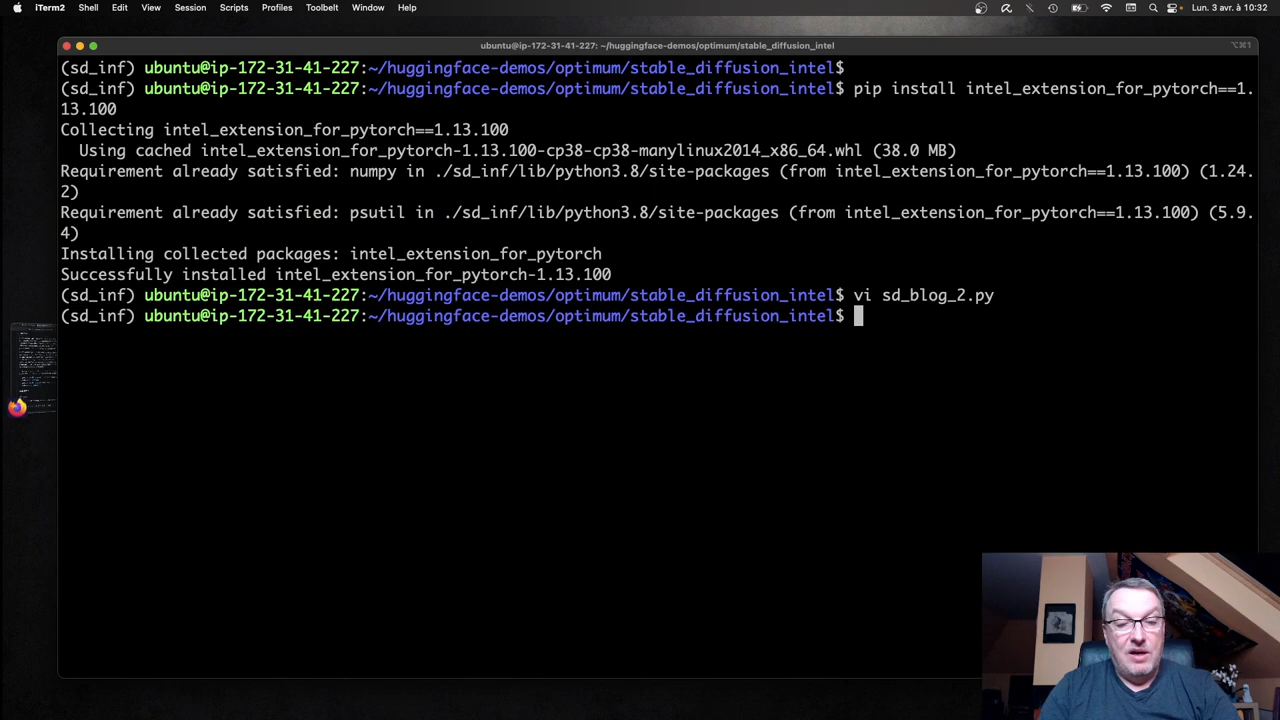 iTerm2 Shell Edit View Session Scripts Profiles Toolbelt Window Help Lun. 3 avr. à 10:32
ubuntu@ip-172-31-41-227: ~/huggingface-demos/optimum/stable_diffusion_intel ⌥⌘1
(sd_inf) ubuntu@ip-172-31-41-227:~/huggingface-demos/optimum/stable_diffusion_intel$
(sd_inf) ubuntu@ip-172-31-41-227:~/huggingface-demos/optimum/stable_diffusion_intel$ pip install intel_extension_for_pytorch==1.
13.100
Collecting intel_extension_for_pytorch==1.13.100
Using cached intel_extension_for_pytorch-1.13.100-cp38-cp38-manylinux2014_x86_64.whl (38.0 MB)
Requirement already satisfied: numpy in ./sd_inf/lib/python3.8/site-packages (from intel_extension_for_pytorch==1.13.100) (1.24.
2)
Requirement already satisfied: psutil in ./sd_inf/lib/python3.8/site-packages (from intel_extension_for_pytorch==1.13.100) (5.9.
4)
Installing collected packages: intel_extension_for_pytorch
Successfully installed intel_extension_for_pytorch-1.13.100
(sd_inf) ubuntu@ip-172-31-41-227:~/huggingface-demos/optimum/stable_diffusion_intel$ vi sd_blog_2.py
(sd_inf) ubuntu@ip-172-31-41-227:~/huggingface-demos/optimum/stable_diffusion_intel$